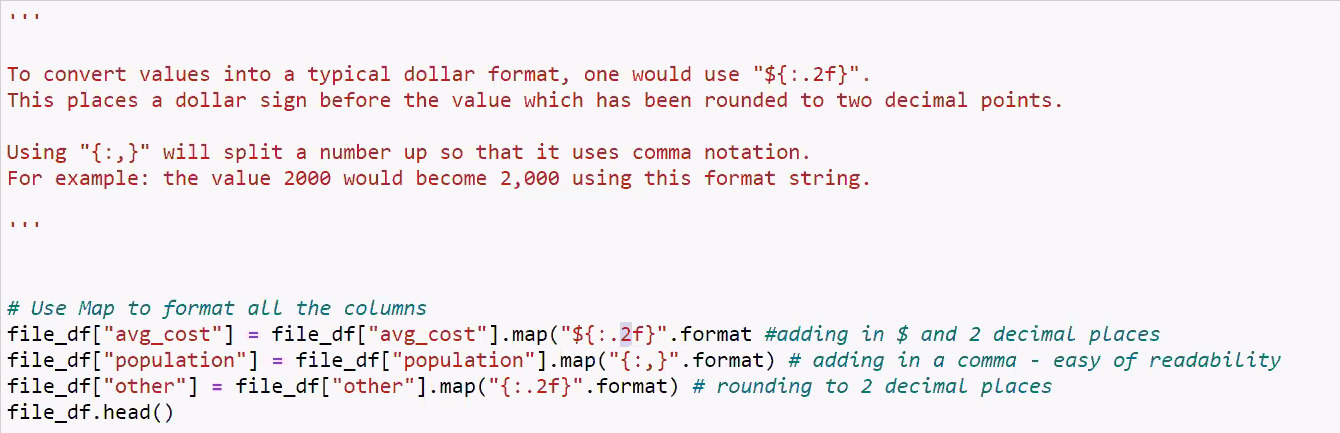 '''
To convert values into a typical dollar format, one would use "${:.2f}".
This places a dollar sign before the value which has been rounded to two decimal points.
Using "{:,}" will split a number up so that it uses comma notation.
For example: the value 2000 would become 2,000 using this format string.
'''
# Use Map to format all the columns
file_df["avg_cost"] = file_df["avg_cost"].map("${:.2f}".format #adding in $ and 2 decimal places
file_df["population"] = file_df["population"].map("{:,}".format) # adding in a comma - easy of readability
file_df["other"] = file_df["other"].map("{:.2f}".format) # rounding to 2 decimal places
file_df.head()